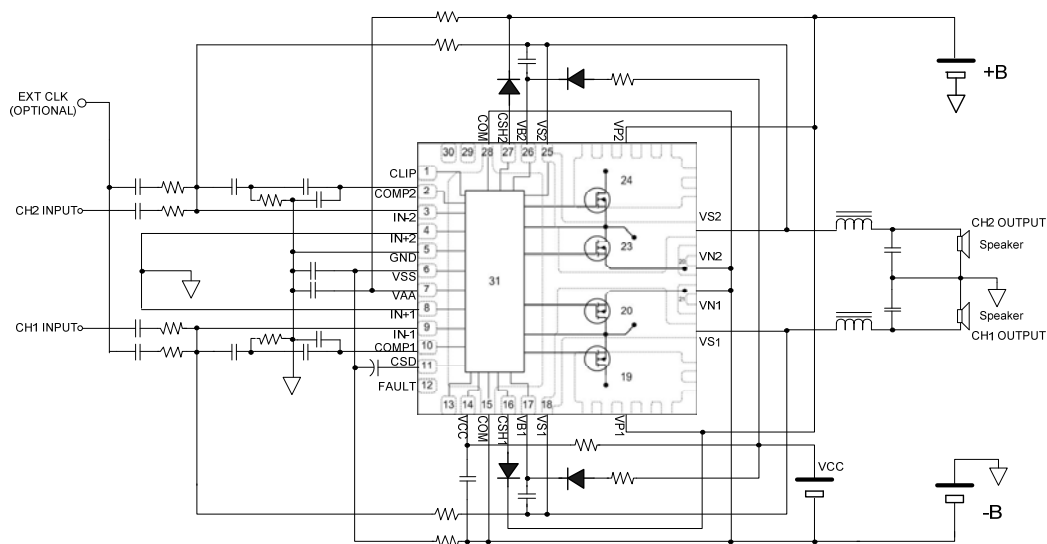 +B
EXT CLK
(OPTIONAL)
COM
CSH2
VB2
VS2
VP2
30
29
28
27
26
25
CLIP
1
24
COMP2
2
CH2 INPUT
IN-2
3
VS2
CH2 OUTPUT
IN+2
4
23
Speaker
GND
5
VN2
VSS
6
31
VAA
7
VN1
IN+1
8
20
Speaker
CH1 INPUT
IN-1
9
VS1
CH1 OUTPUT
COMP1
10
CSD
11
19
FAULT
12
13
14
15
16
17
18
VCC
COM
CSH1
VB1
VS1
VP1
VCC
-B